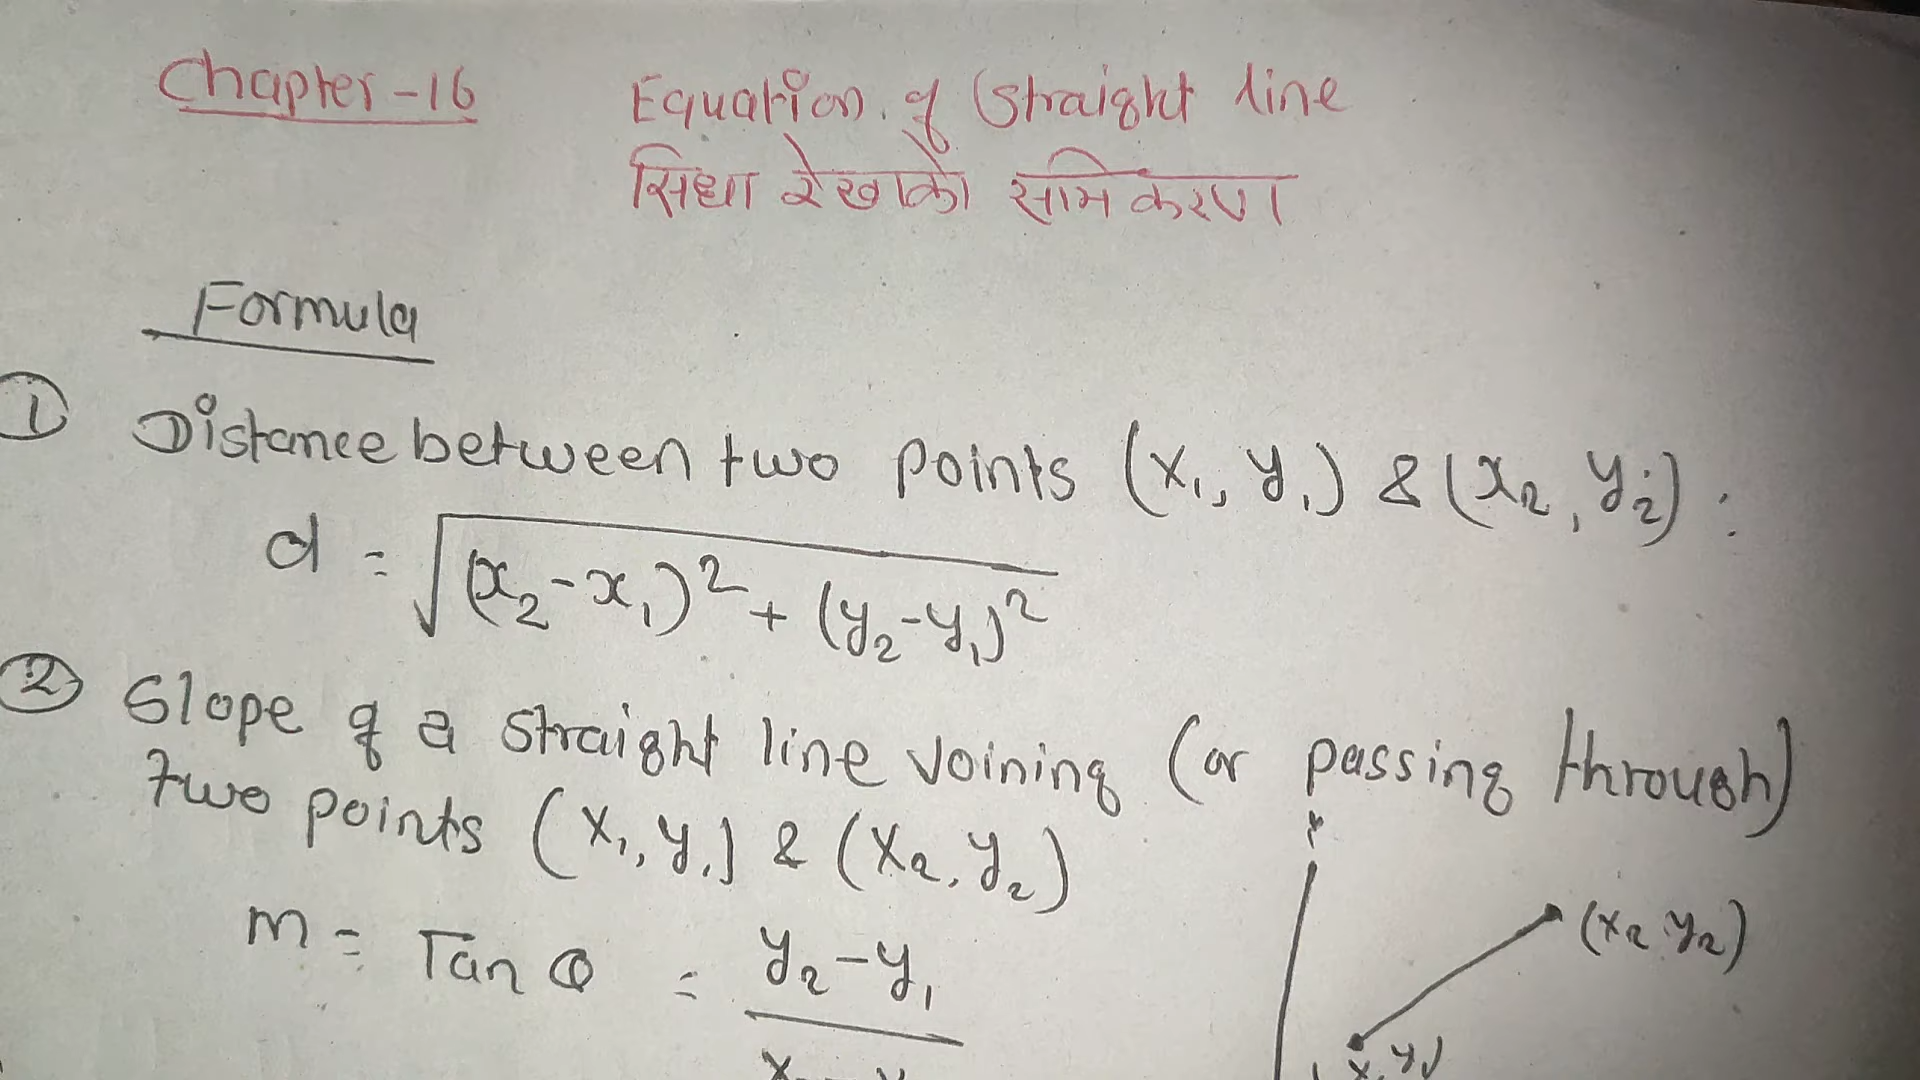 Chapter-16 Equation of straight line
सिधा रेखाको समिकरण
Formula
① Distance between two points (x₁, y₁) & (x₂, y₂) :
d = √((x₂-x₁)² + (y₂-y₁)²)
② Slope of a straight line joining (or passing through)
two points (x₁, y₁) & (x₂, y₂)
m = Tan θ = y₂-y₁
(x₂ y₂)
x₁ y₁)